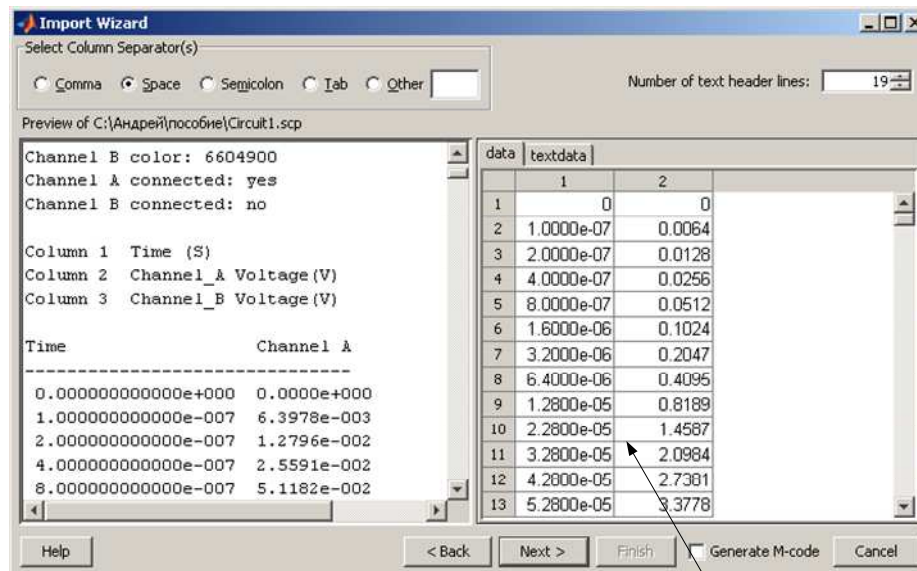 Import Wizard
Select Column Separator(s)
Comma Space Semicolon Tab Other
Number of text header lines: 19
Preview of C:\Андрей\пособие\Circuit1.scp
Channel B color: 6604900
Channel A connected: yes
Channel B connected: no
Column 1 Time (S)
Column 2 Channel_A Voltage(V)
Column 3 Channel_B Voltage(V)
Time Channel A
--------------------------------
0.000000000000e+000 0.0000e+000
1.000000000000e-007 6.3978e-003
2.000000000000e-007 1.2796e-002
4.000000000000e-007 2.5591e-002
8.000000000000e-007 5.1182e-002
data textdata
1 2
1 0 0
2 1.0000e-07 0.0064
3 2.0000e-07 0.0128
4 4.0000e-07 0.0256
5 8.0000e-07 0.0512
6 1.6000e-06 0.1024
7 3.2000e-06 0.2047
8 6.4000e-06 0.4095
9 1.2800e-05 0.8189
10 2.2800e-05 1.4587
11 3.2800e-05 2.0984
12 4.2800e-05 2.7381
13 5.2800e-05 3.3778
Help < Back Next > Finish Generate M-code Cancel